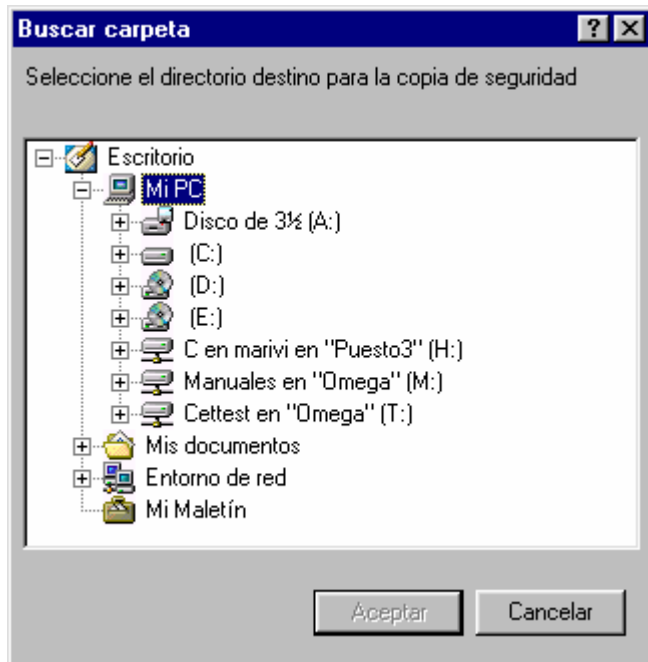 Buscar carpeta
Seleccione el directorio destino para la copia de seguridad
Escritorio
Mi PC
Disco de 3½ (A:)
(C:)
(D:)
(E:)
C en marivi en "Puesto3" (H:)
Manuales en "Omega" (M:)
Cettest en "Omega" (T:)
Mis documentos
Entorno de red
Mi Maletín
Aceptar Cancelar